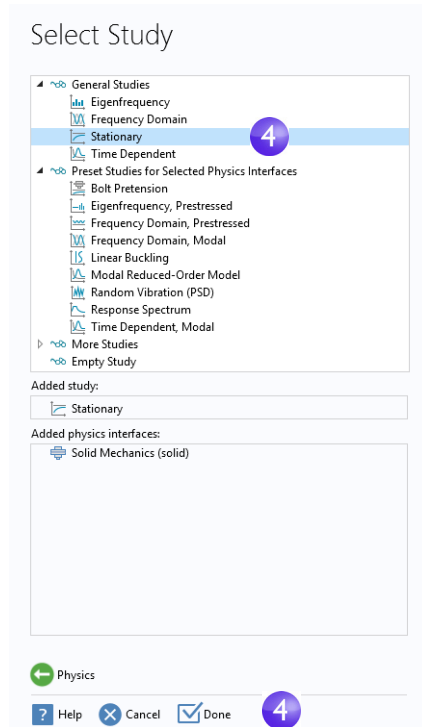 Select Study
General Studies
Eigenfrequency
Frequency Domain
Stationary
4
Time Dependent
Preset Studies for Selected Physics Interfaces
Bolt Pretension
Eigenfrequency, Prestressed
Frequency Domain, Prestressed
Frequency Domain, Modal
Linear Buckling
Modal Reduced-Order Model
Random Vibration (PSD)
Response Spectrum
Time Dependent, Modal
More Studies
Empty Study
Added study:
Stationary
Added physics interfaces:
Solid Mechanics (solid)
Physics
? Help Cancel Done 4